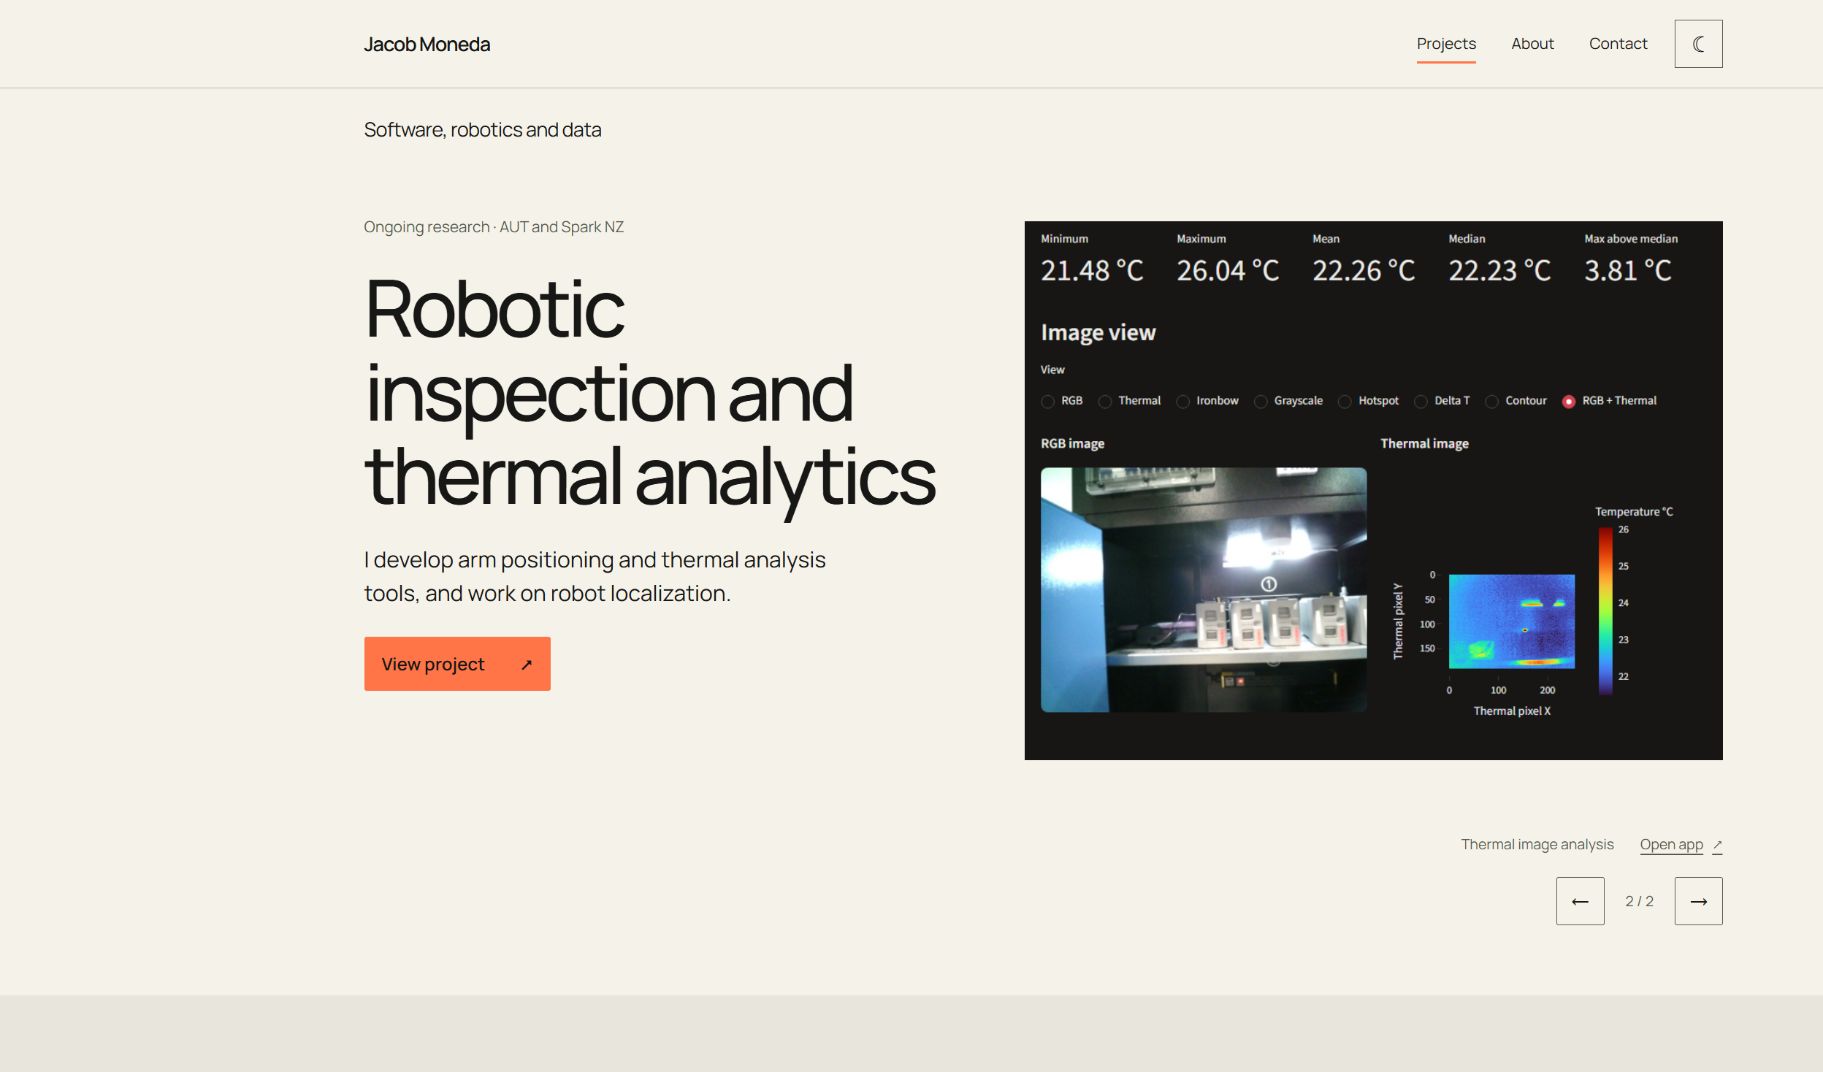 Jacob Moneda
Projects
About
Contact
Software, robotics and data
Ongoing research · AUT and Spark NZ
Robotic
inspection and
thermal analytics
I develop arm positioning and thermal analysis
tools, and work on robot localization.
View project ↗
Minimum
21.48 °C
Maximum
26.04 °C
Mean
22.26 °C
Median
22.23 °C
Max above median
3.81 °C
Image view
View
RGB
Thermal
Ironbow
Grayscale
Hotspot
Delta T
Contour
RGB + Thermal
RGB image
1
Thermal image
Thermal pixel Y
0
50
100
150
0
100
200
Thermal pixel X
Temperature °C
26
25
24
23
22
Thermal image analysis
Open app ↗
←
2 / 2
→